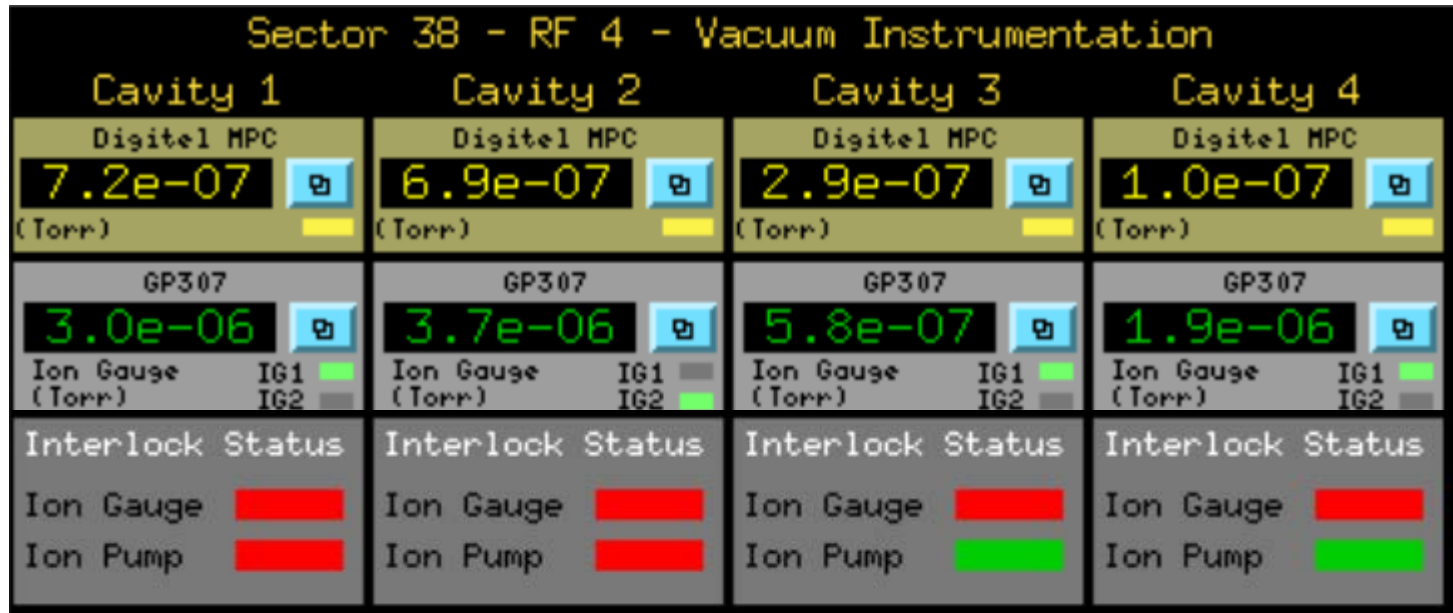 Sector 38 - RF 4 - Vacuum Instrumentation
Cavity 1 Cavity 2 Cavity 3 Cavity 4
Digitel MPC Digitel MPC Digitel MPC Digitel MPC
7.2e-07 6.9e-07 2.9e-07 1.0e-07
(Torr) (Torr) (Torr) (Torr)
GP307 GP307 GP307 GP307
3.0e-06 3.7e-06 5.8e-07 1.9e-06
Ion Gauge IG1 Ion Gauge IG1 Ion Gauge IG1 Ion Gauge IG1
(Torr) IG2 (Torr) IG2 (Torr) IG2 (Torr) IG2
Interlock Status Interlock Status Interlock Status Interlock Status
Ion Gauge Ion Gauge Ion Gauge Ion Gauge
Ion Pump Ion Pump Ion Pump Ion Pump